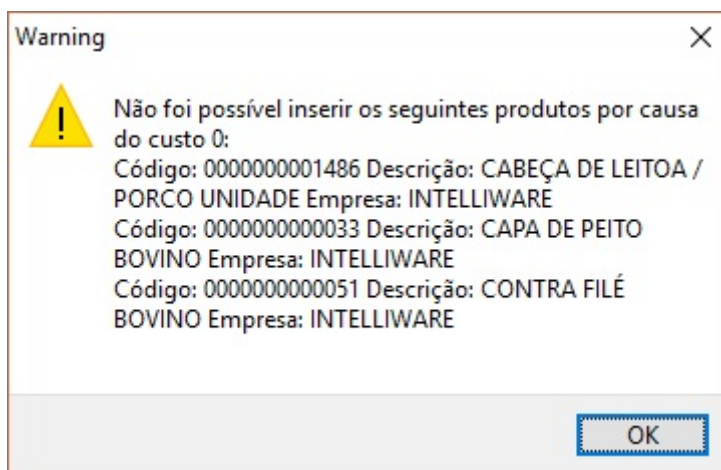 Warning
Não foi possível inserir os seguintes produtos por causa
do custo 0:
Código: 0000000001486 Descrição: CABEÇA DE LEITOA /
PORCO UNIDADE Empresa: INTELLIWARE
Código: 0000000000033 Descrição: CAPA DE PEITO
BOVINO Empresa: INTELLIWARE
Código: 0000000000051 Descrição: CONTRA FILÉ
BOVINO Empresa: INTELLIWARE
OK